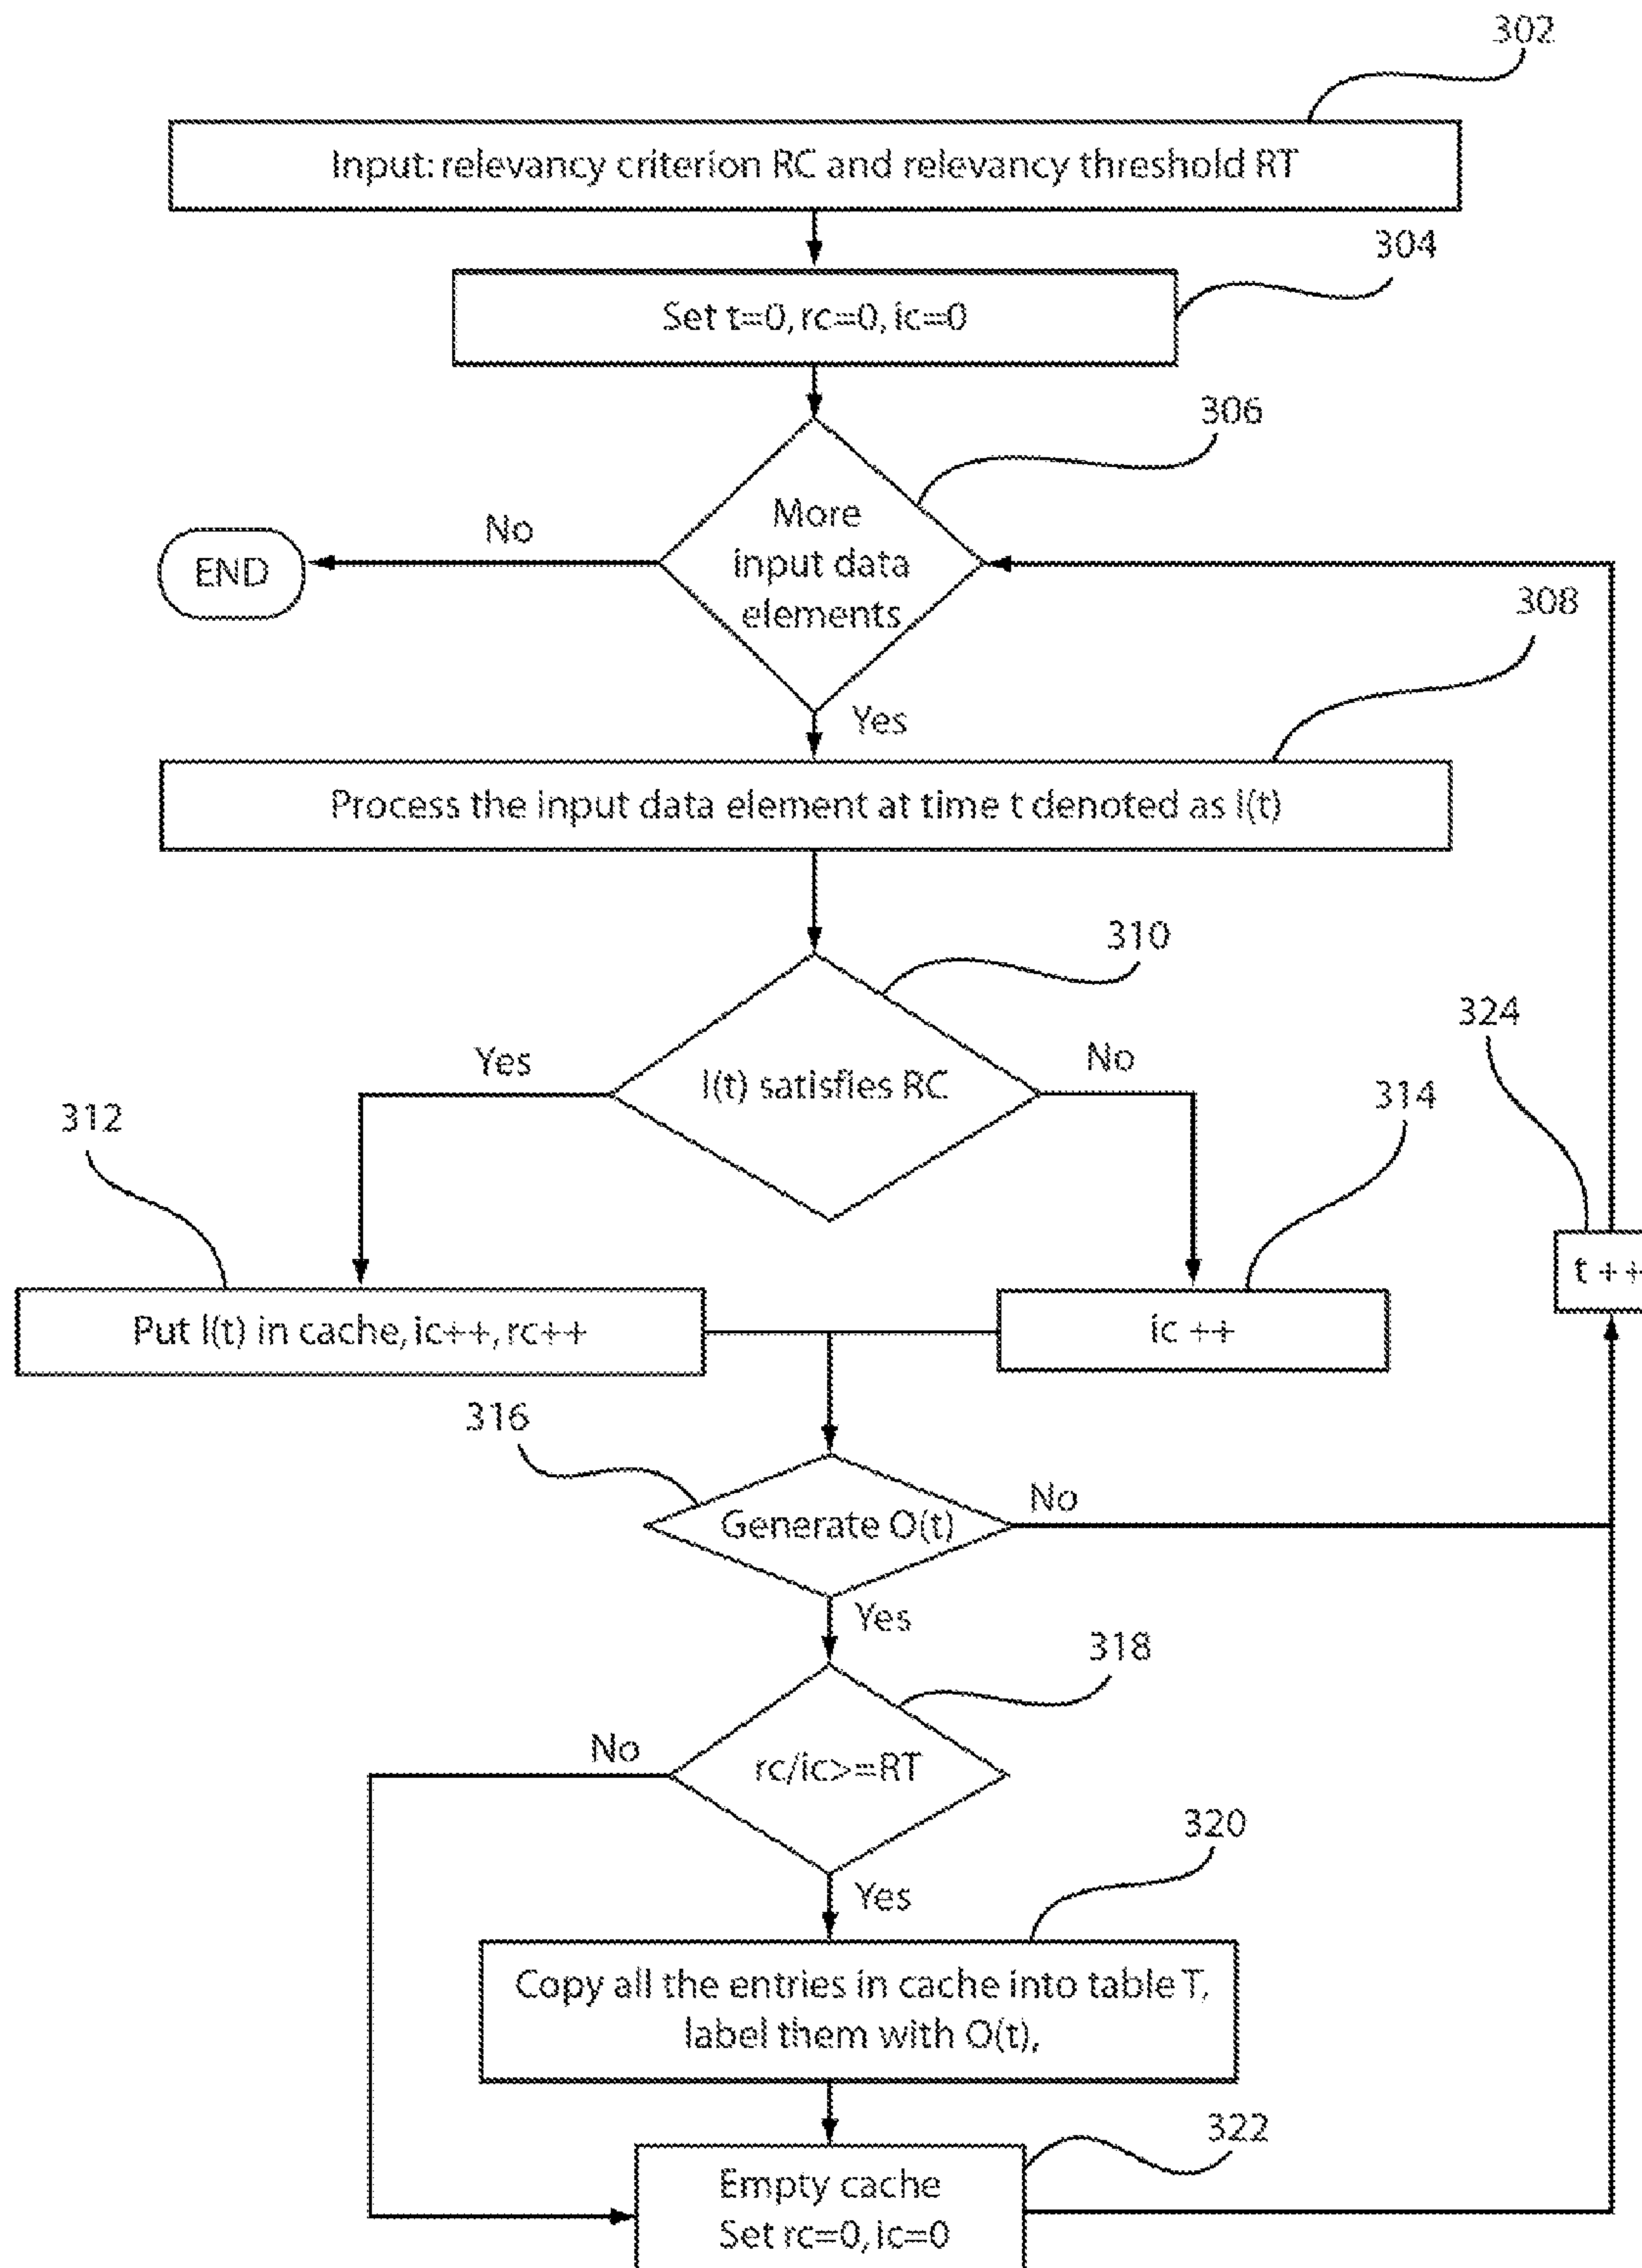 302
Input: relevancy criterion RC and relevancy threshold RT
304
Set t=0, rc=0, ic=0
306
More
input data
elements
No
END
308
Yes
Process the input data element at time t denoted as I(t)
310
I(t) satisfies RC
Yes
No
324
312
314
t ++
Put I(t) in cache, ic++, rc++
ic ++
316
Generate O(t)
No
Yes
318
rc/ic>=RT
No
320
Yes
Copy all the entries in cache into table T,
label them with O(t),
322
Empty cache
Set rc=0, ic=0